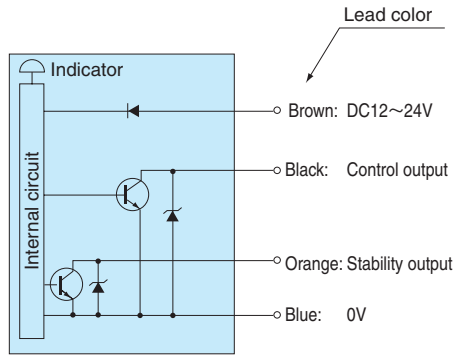 Lead color
Indicator
Internal circuit
Brown: DC12～24V
Black: Control output
Orange: Stability output
Blue: 0V